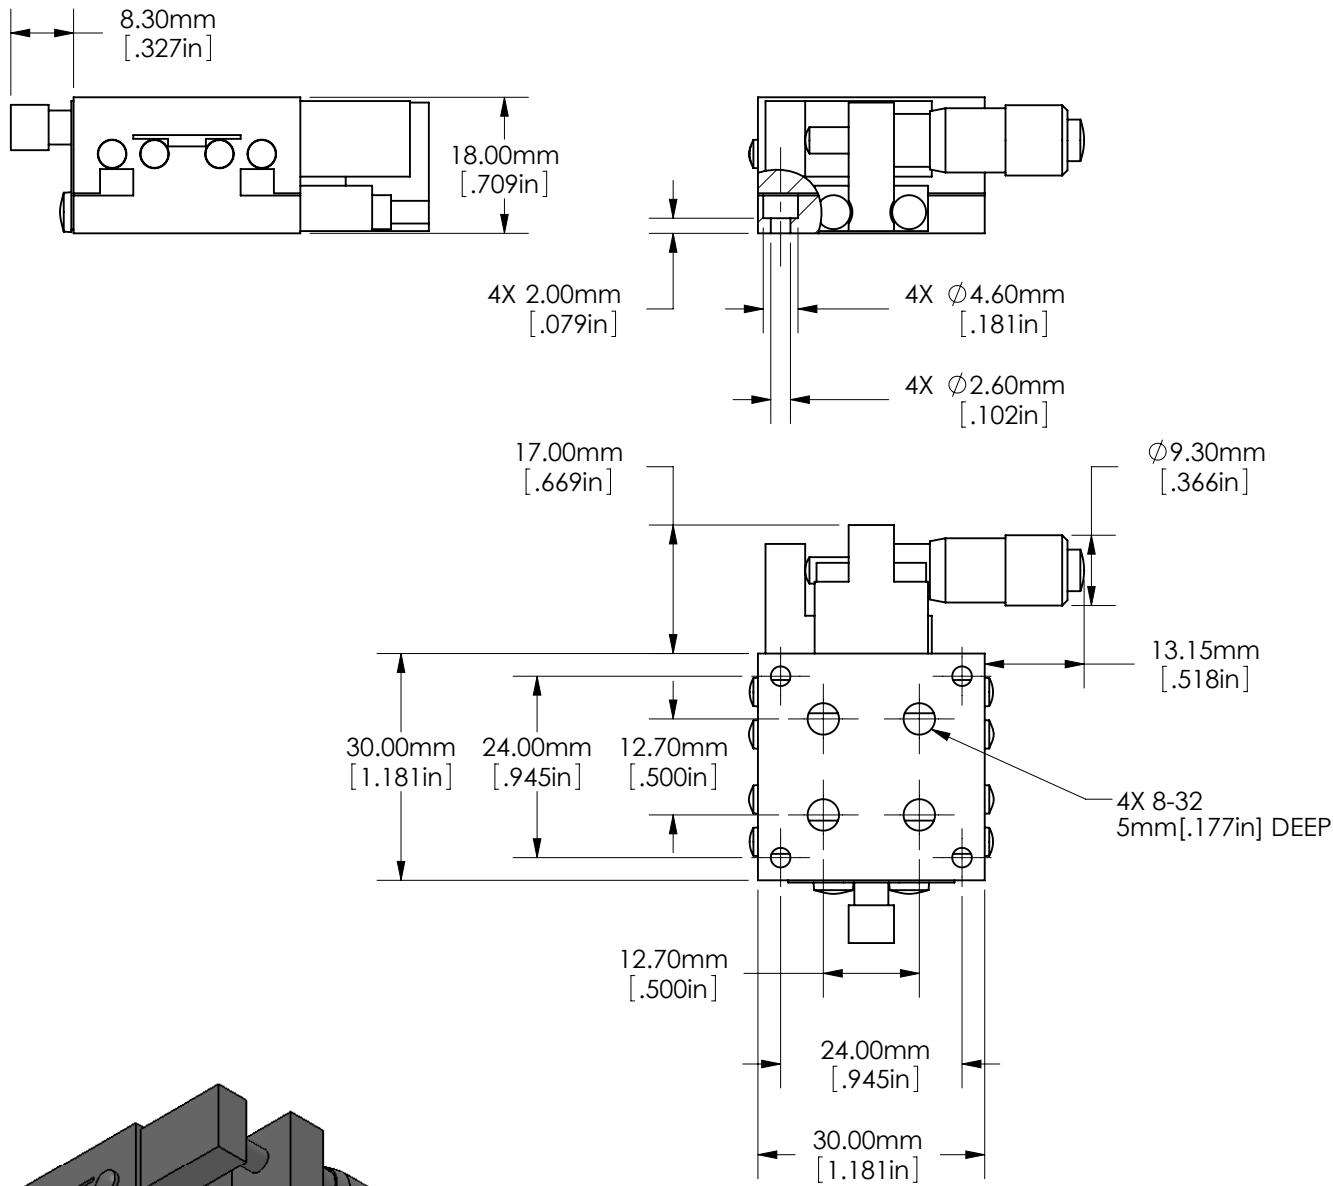 8.30mm
[.327in]
18.00mm
[.709in]
4X 2.00mm
[.079in]
4X ∅4.60mm
[.181in]
4X ∅2.60mm
[.102in]
17.00mm
[.669in]
∅9.30mm
[.366in]
13.15mm
[.518in]
30.00mm
[1.181in]
24.00mm
[.945in]
12.70mm
[.500in]
4X 8-32
5mm[.177in] DEEP
12.70mm
[.500in]
24.00mm
[.945in]
30.00mm
[1.181in]